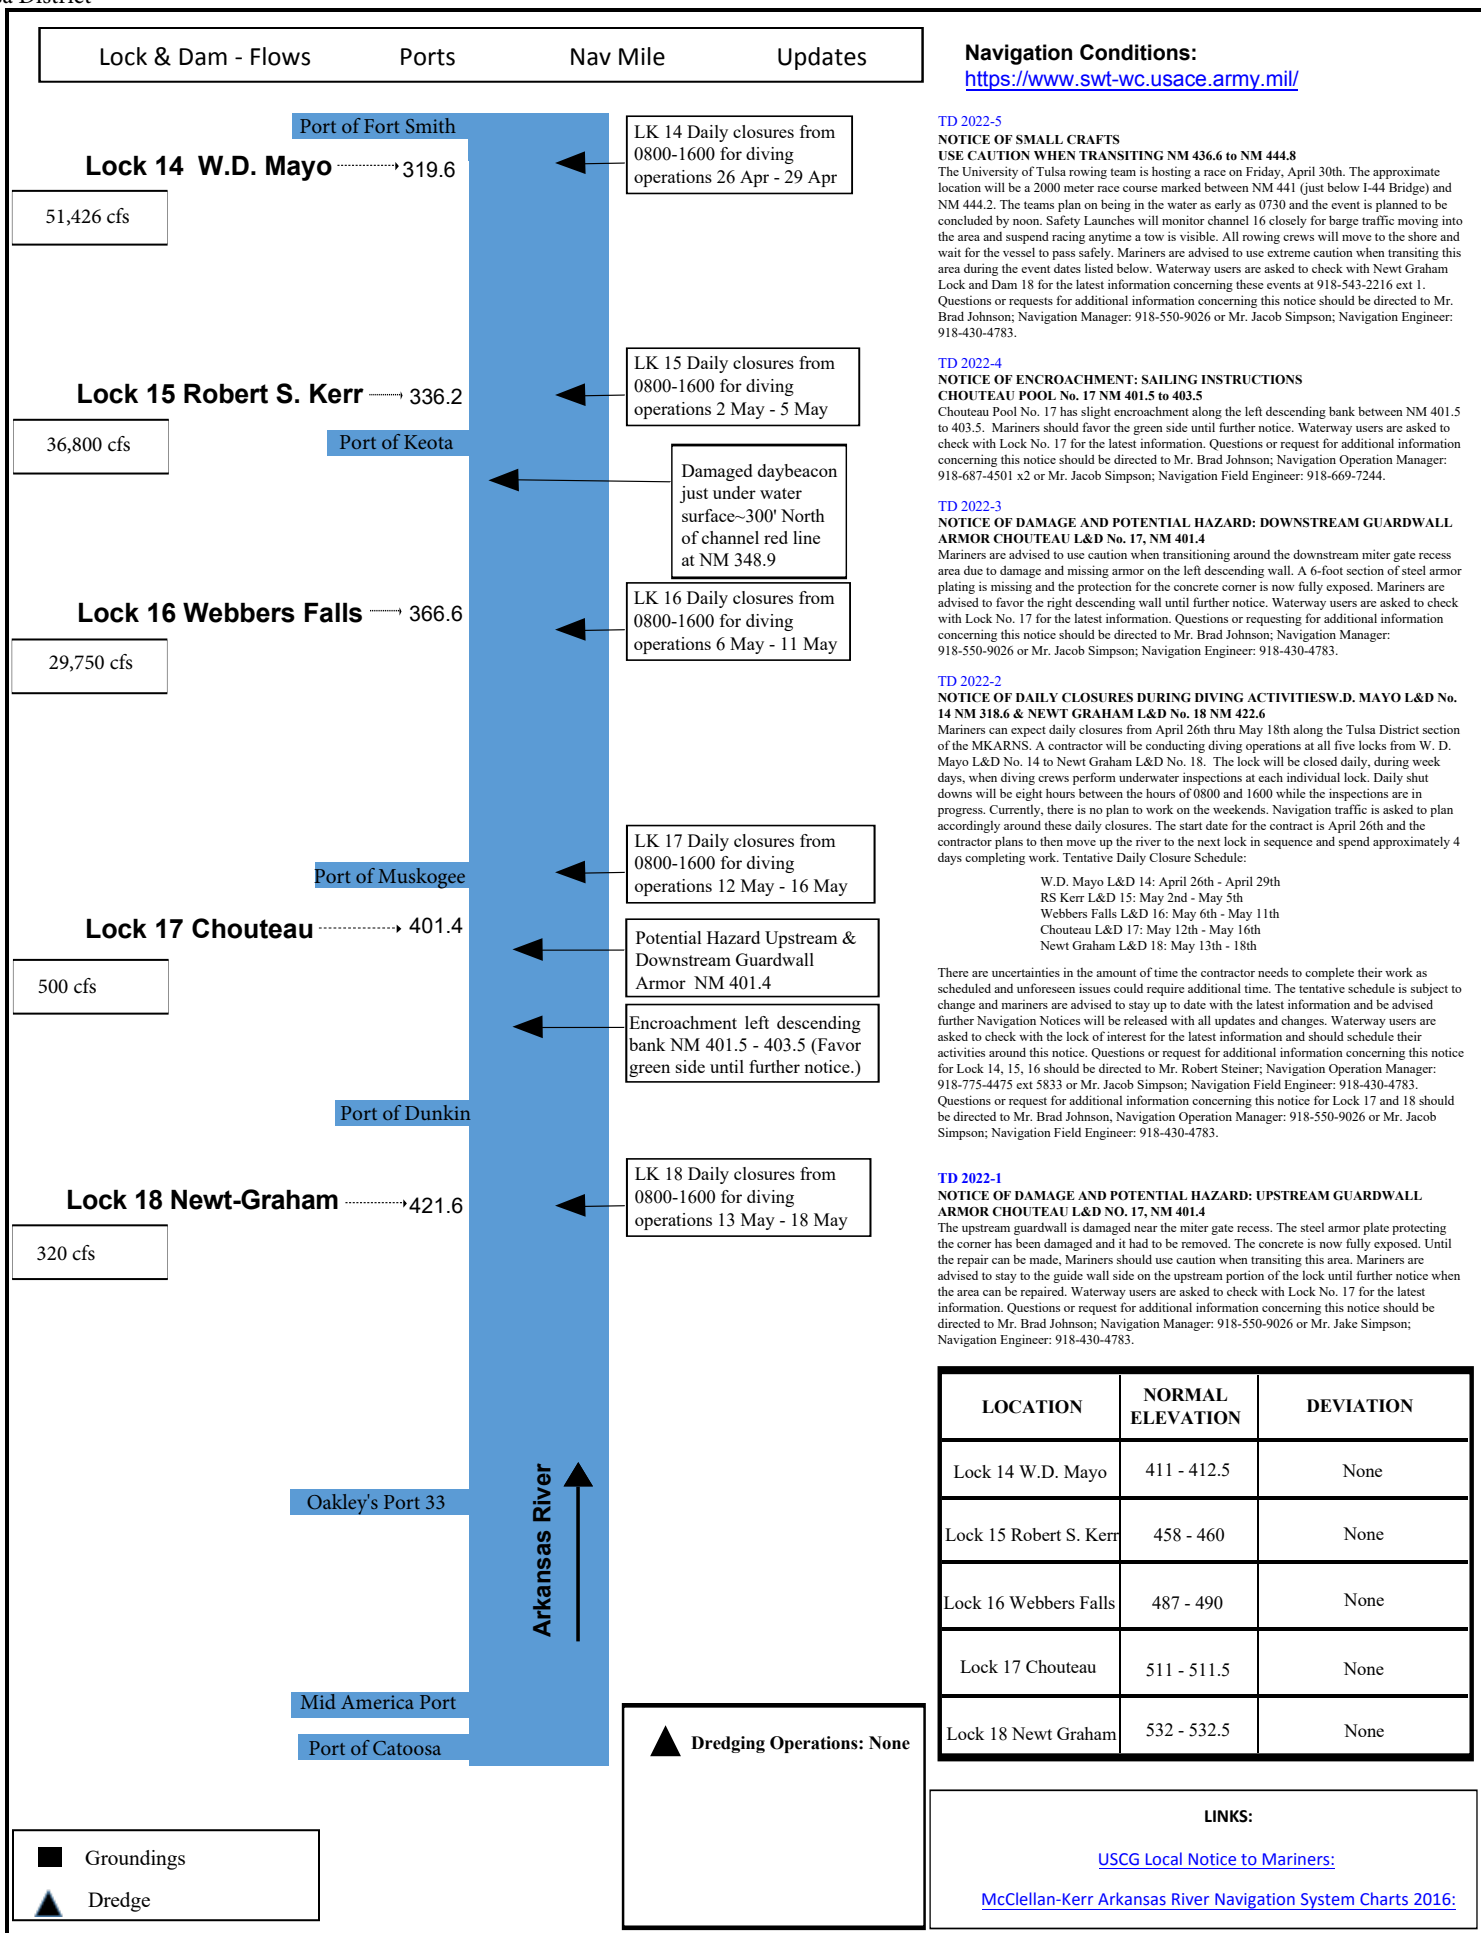 District
Lock & Dam - Flows Ports Nav Mile Updates
Port of Fort Smith
Lock 14 W.D. Mayo 319.6
51,426 cfs
LK 14 Daily closures from
0800-1600 for diving
operations 26 Apr - 29 Apr
Lock 15 Robert S. Kerr 336.2
36,800 cfs
Port of Keota
LK 15 Daily closures from
0800-1600 for diving
operations 2 May - 5 May
Damaged daybeacon
just under water
surface~300' North
of channel red line
at NM 348.9
Lock 16 Webbers Falls 366.6
29,750 cfs
LK 16 Daily closures from
0800-1600 for diving
operations 6 May - 11 May
Port of Muskogee
LK 17 Daily closures from
0800-1600 for diving
operations 12 May - 16 May
Lock 17 Chouteau 401.4
500 cfs
Potential Hazard Upstream &
Downstream Guardwall
Armor NM 401.4
Encroachment left descending
bank NM 401.5 - 403.5 (Favor
green side until further notice.)
Port of Dunkin
Lock 18 Newt-Graham 421.6
320 cfs
LK 18 Daily closures from
0800-1600 for diving
operations 13 May - 18 May
Oakley's Port 33
Arkansas River
Mid America Port
Port of Catoosa
Dredging Operations: None
Groundings
Dredge
Navigation Conditions:
https://www.swt-wc.usace.army.mil/
TD 2022-5
NOTICE OF SMALL CRAFTS
USE CAUTION WHEN TRANSITING NM 436.6 to NM 444.8
The University of Tulsa rowing team is hosting a race on Friday, April 30th. The approximate
location will be a 2000 meter race course marked between NM 441 (just below I-44 Bridge) and
NM 444.2. The teams plan on being in the water as early as 0730 and the event is planned to be
concluded by noon. Safety Launches will monitor channel 16 closely for barge traffic moving into
the area and suspend racing anytime a tow is visible. All rowing crews will move to the shore and
wait for the vessel to pass safely. Mariners are advised to use extreme caution when transiting this
area during the event dates listed below. Waterway users are asked to check with Newt Graham
Lock and Dam 18 for the latest information concerning these events at 918-543-2216 ext 1.
Questions or requests for additional information concerning this notice should be directed to Mr.
Brad Johnson; Navigation Manager: 918-550-9026 or Mr. Jacob Simpson; Navigation Engineer:
918-430-4783.
TD 2022-4
NOTICE OF ENCROACHMENT: SAILING INSTRUCTIONS
CHOUTEAU POOL No. 17 NM 401.5 to 403.5
Chouteau Pool No. 17 has slight encroachment along the left descending bank between NM 401.5
to 403.5. Mariners should favor the green side until further notice. Waterway users are asked to
check with Lock No. 17 for the latest information. Questions or request for additional information
concerning this notice should be directed to Mr. Brad Johnson; Navigation Operation Manager:
918-687-4501 x2 or Mr. Jacob Simpson; Navigation Field Engineer: 918-669-7244.
TD 2022-3
NOTICE OF DAMAGE AND POTENTIAL HAZARD: DOWNSTREAM GUARDWALL
ARMOR CHOUTEAU L&D No. 17, NM 401.4
Mariners are advised to use caution when transitioning around the downstream miter gate recess
area due to damage and missing armor on the left descending wall. A 6-foot section of steel armor
plating is missing and the protection for the concrete corner is now fully exposed. Mariners are
advised to favor the right descending wall until further notice. Waterway users are asked to check
with Lock No. 17 for the latest information. Questions or requesting for additional information
concerning this notice should be directed to Mr. Brad Johnson; Navigation Manager:
918-550-9026 or Mr. Jacob Simpson; Navigation Engineer: 918-430-4783.
TD 2022-2
NOTICE OF DAILY CLOSURES DURING DIVING ACTIVITIESW.D. MAYO L&D No.
14 NM 318.6 & NEWT GRAHAM L&D No. 18 NM 422.6
Mariners can expect daily closures from April 26th thru May 18th along the Tulsa District section
of the MKARNS. A contractor will be conducting diving operations at all five locks from W. D.
Mayo L&D No. 14 to Newt Graham L&D No. 18. The lock will be closed daily, during week
days, when diving crews perform underwater inspections at each individual lock. Daily shut
downs will be eight hours between the hours of 0800 and 1600 while the inspections are in
progress. Currently, there is no plan to work on the weekends. Navigation traffic is asked to plan
accordingly around these daily closures. The start date for the contract is April 26th and the
contractor plans to then move up the river to the next lock in sequence and spend approximately 4
days completing work. Tentative Daily Closure Schedule:
W.D. Mayo L&D 14: April 26th - April 29th
RS Kerr L&D 15: May 2nd - May 5th
Webbers Falls L&D 16: May 6th - May 11th
Chouteau L&D 17: May 12th - May 16th
Newt Graham L&D 18: May 13th - 18th
There are uncertainties in the amount of time the contractor needs to complete their work as
scheduled and unforeseen issues could require additional time. The tentative schedule is subject to
change and mariners are advised to stay up to date with the latest information and be advised
further Navigation Notices will be released with all updates and changes. Waterway users are
asked to check with the lock of interest for the latest information and should schedule their
activities around this notice. Questions or request for additional information concerning this notice
for Lock 14, 15, 16 should be directed to Mr. Robert Steiner; Navigation Operation Manager:
918-775-4475 ext 5833 or Mr. Jacob Simpson; Navigation Field Engineer: 918-430-4783.
Questions or request for additional information concerning this notice for Lock 17 and 18 should
be directed to Mr. Brad Johnson, Navigation Operation Manager: 918-550-9026 or Mr. Jacob
Simpson; Navigation Field Engineer: 918-430-4783.
TD 2022-1
NOTICE OF DAMAGE AND POTENTIAL HAZARD: UPSTREAM GUARDWALL
ARMOR CHOUTEAU L&D NO. 17, NM 401.4
The upstream guardwall is damaged near the miter gate recess. The steel armor plate protecting
the corner has been damaged and it had to be removed. The concrete is now fully exposed. Until
the repair can be made, Mariners should use caution when transiting this area. Mariners are
advised to stay to the guide wall side on the upstream portion of the lock until further notice when
the area can be repaired. Waterway users are asked to check with Lock No. 17 for the latest
information. Questions or request for additional information concerning this notice should be
directed to Mr. Brad Johnson; Navigation Manager: 918-550-9026 or Mr. Jake Simpson;
Navigation Engineer: 918-430-4783.
LOCATION NORMAL ELEVATION DEVIATION
Lock 14 W.D. Mayo 411 - 412.5 None
Lock 15 Robert S. Kerr 458 - 460 None
Lock 16 Webbers Falls 487 - 490 None
Lock 17 Chouteau 511 - 511.5 None
Lock 18 Newt Graham 532 - 532.5 None
LINKS:
USCG Local Notice to Mariners:
McClellan-Kerr Arkansas River Navigation System Charts 2016: